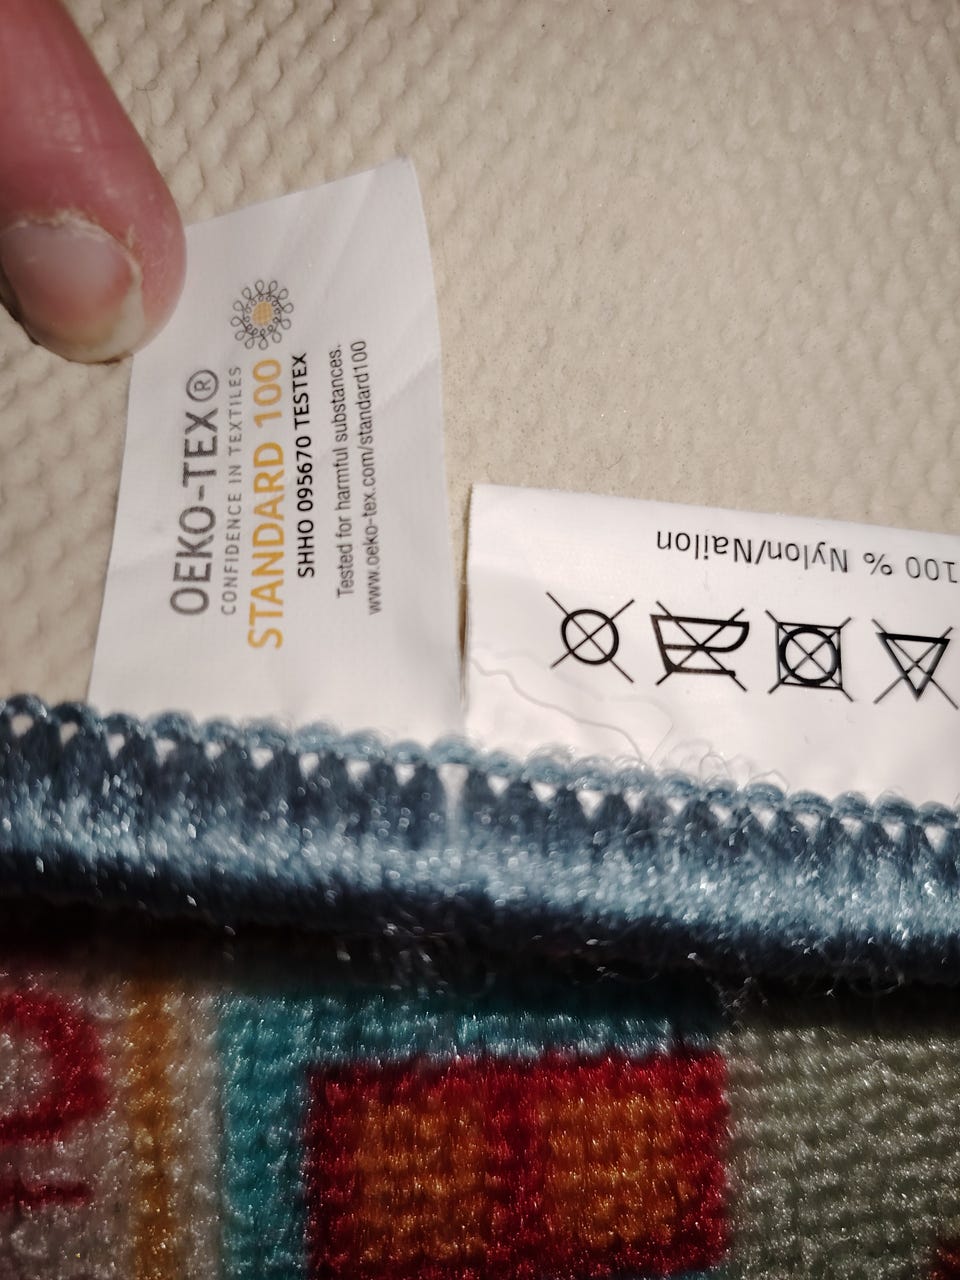 OEKO-TEX®
CONFIDENCE IN TEXTILES
STANDARD 100
SHHO 095670 TESTEX
Tested for harmful substances.
www.oeko-tex.com/standard100
100 % Nylon/Nailon